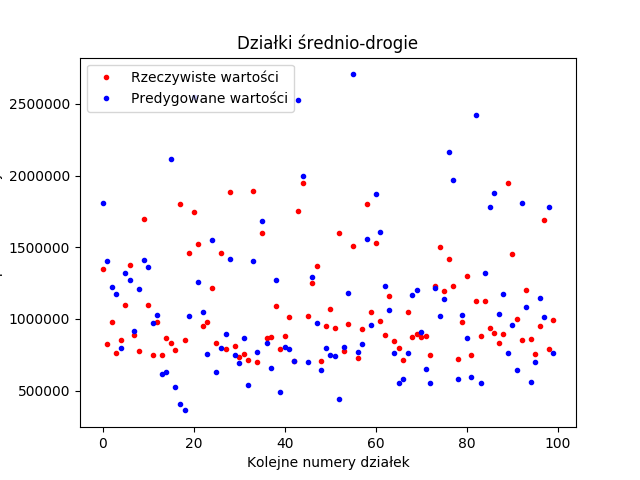 Działki średnio-drogie
Rzeczywiste wartości
Predygowane wartości
2500000
2000000
1500000
1000000
500000
0 20 40 60 80 100
Kolejne numery działek